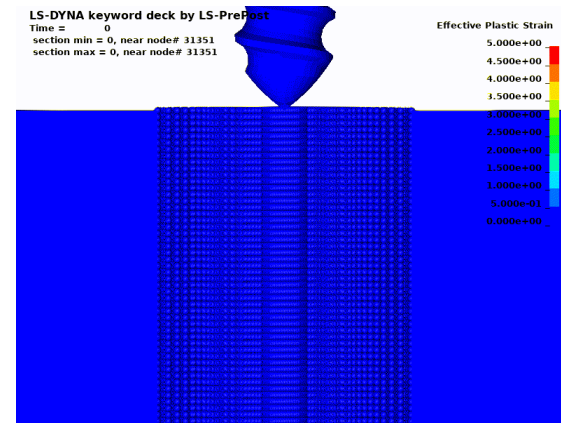 LS-DYNA keyword deck by LS-PrePost
Time = 0
section min = 0, near node# 31351
section max = 0, near node# 31351
Effective Plastic Strain
5.000e+00
4.500e+00
4.000e+00
3.500e+00
3.000e+00
2.500e+00
2.000e+00
1.500e+00
1.000e+00
5.000e-01
0.000e+00